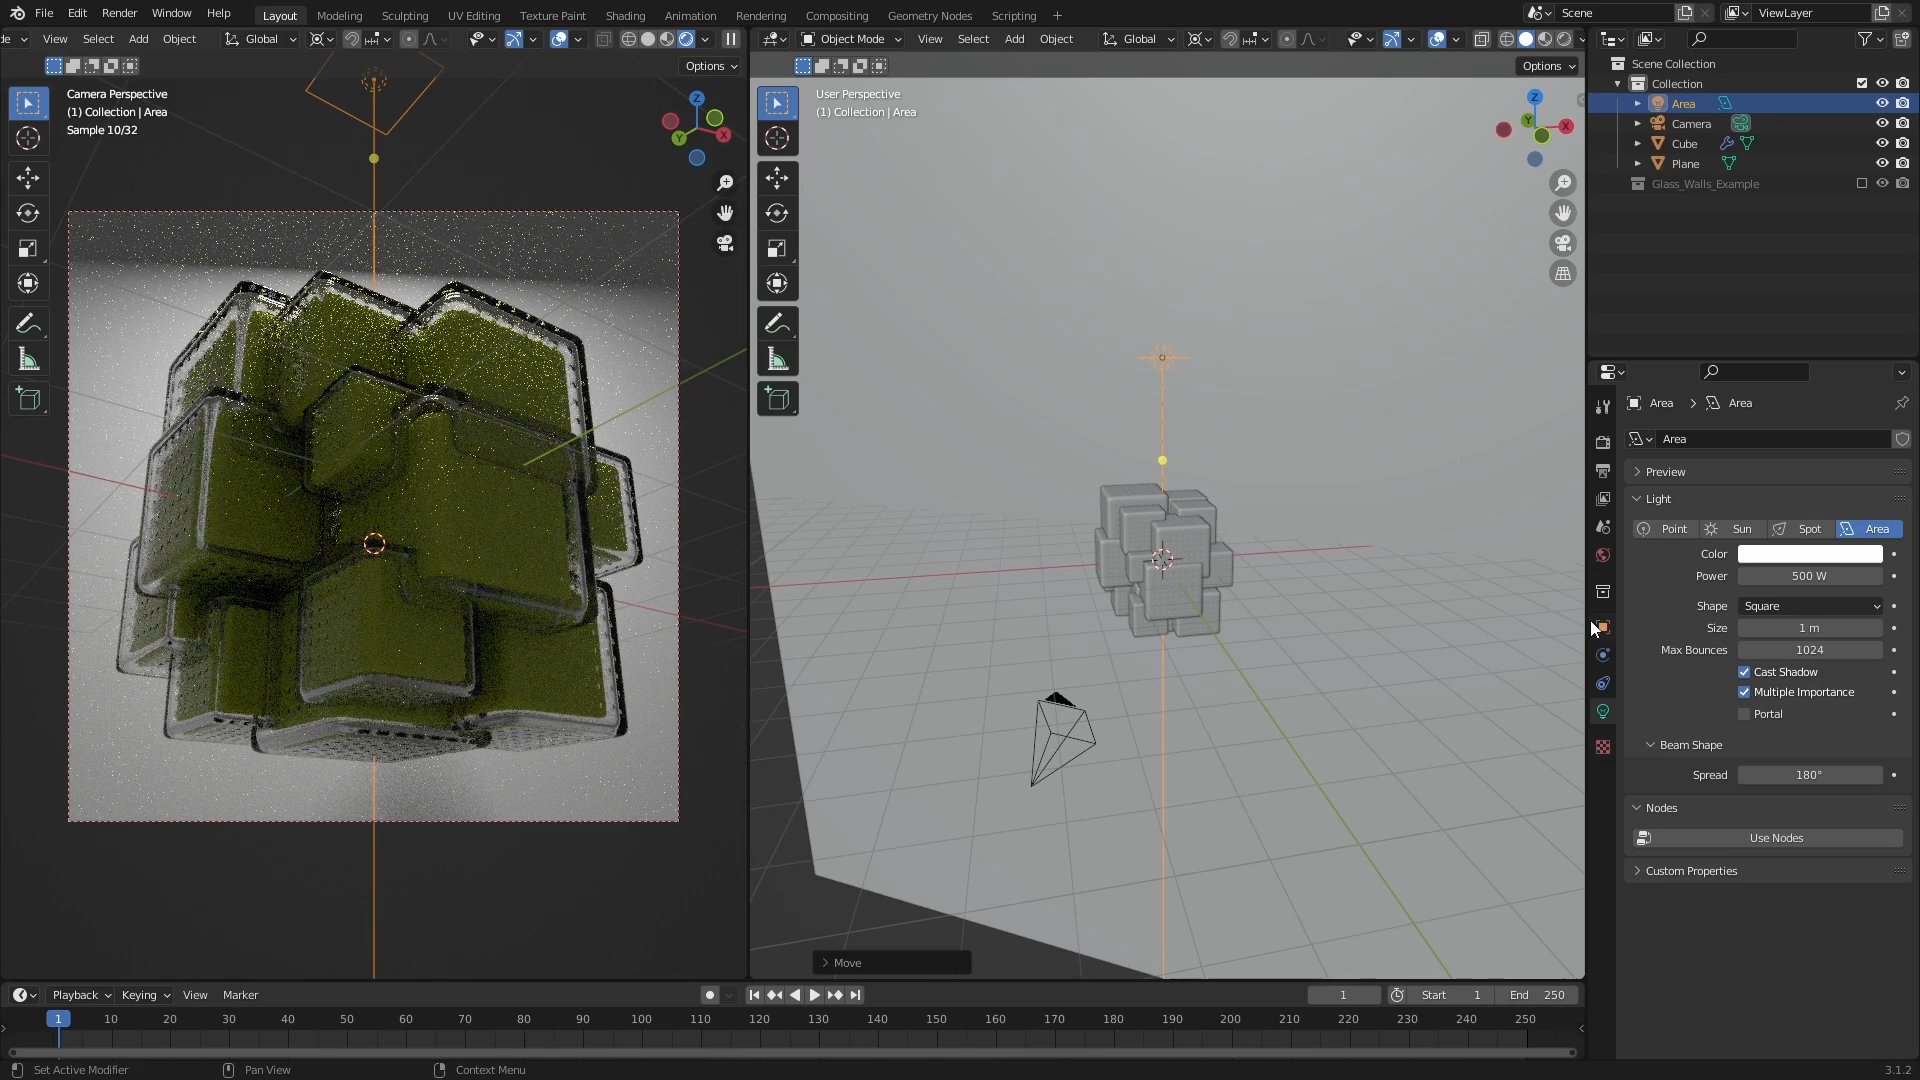 File Edit Render Window Help Layout Modeling Sculpting UV Editing Texture Paint Shading Animation Rendering Compositing Geometry Nodes Scripting + Scene ViewLayer
de View Select Add Object Global
Object Mode View Select Add Object Global
Options
Options
Camera Perspective
(1) Collection | Area
Sample 10/32
Z
Y
X
User Perspective
(1) Collection | Area
Z
Y
X
Move
Scene Collection
Collection
Area
Camera
Cube
Plane
Glass_Walls_Example
Area > Area
Area
Preview
Light
Point Sun Spot Area
Color
Power 500 W
Shape Square
Size 1 m
Max Bounces 1024
Cast Shadow
Multiple Importance
Portal
Beam Shape
Spread 180°
Nodes
Use Nodes
Custom Properties
Playback Keying View Marker 1 Start 1 End 250
1 10 20 30 40 50 60 70 80 90 100 110 120 130 140 150 160 170 180 190 200 210 220 230 240 250
Set Active Modifier Pan View Context Menu 3.1.2